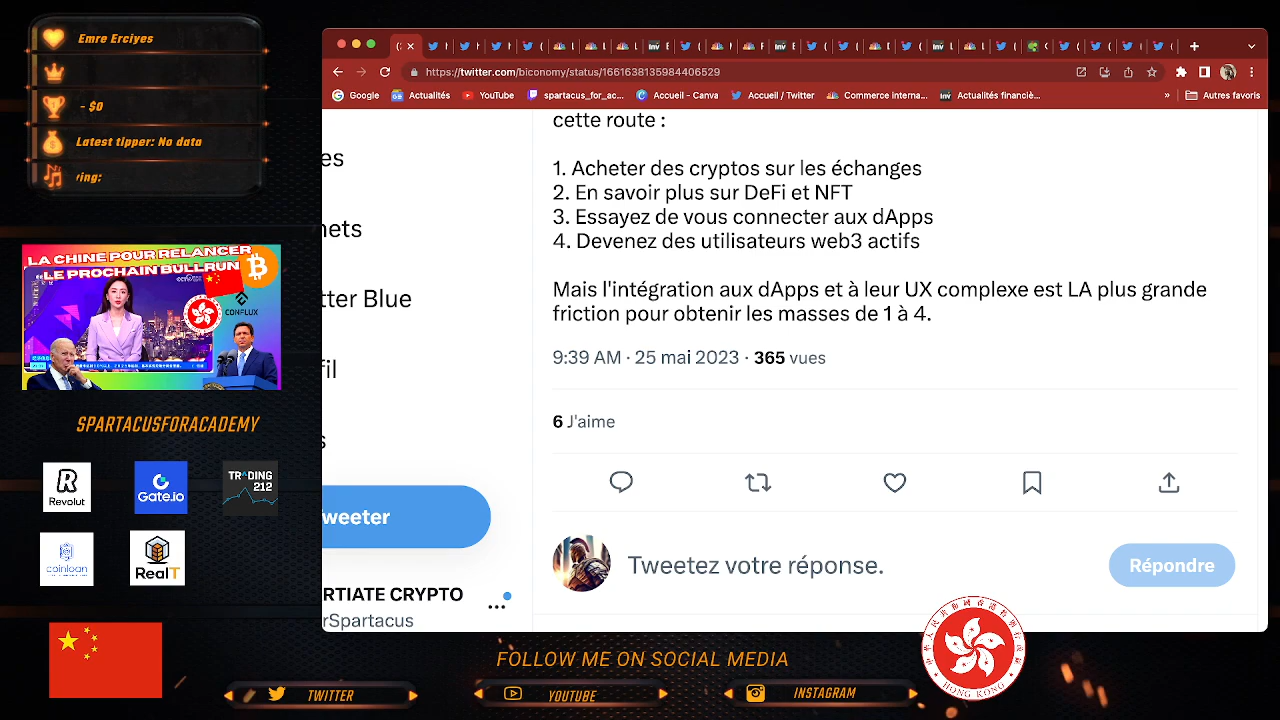 Emre Erciyes
- $0
Latest tipper: No data
ving:
LA CHINE POUR RELANCER
LE PROCHAIN BULLRUN
CONFLUX
SPARTACUSFORACADEMY
Revolut
Gate.io
TRADING
212
coinloan
RealT
https://twitter.com/biconomy/status/1661638135984406529
Google
Actualités
YouTube
spartacus_for_ac...
Accueil - Canva
Accueil / Twitter
Commerce interna...
Actualités financiè...
»
Autres favoris
es
nets
tter Blue
fil
s
weeter
RTIATE CRYPTO
rSpartacus
cette route :
1. Acheter des cryptos sur les échanges
2. En savoir plus sur DeFi et NFT
3. Essayez de vous connecter aux dApps
4. Devenez des utilisateurs web3 actifs
Mais l'intégration aux dApps et à leur UX complexe est LA plus grande
friction pour obtenir les masses de 1 à 4.
9:39 AM · 25 mai 2023 · 365 vues
6 J'aime
Tweetez votre réponse.
Répondre
HONG KONG
FOLLOW ME ON SOCIAL MEDIA
TWITTER
YOUTUBE
INSTAGRAM